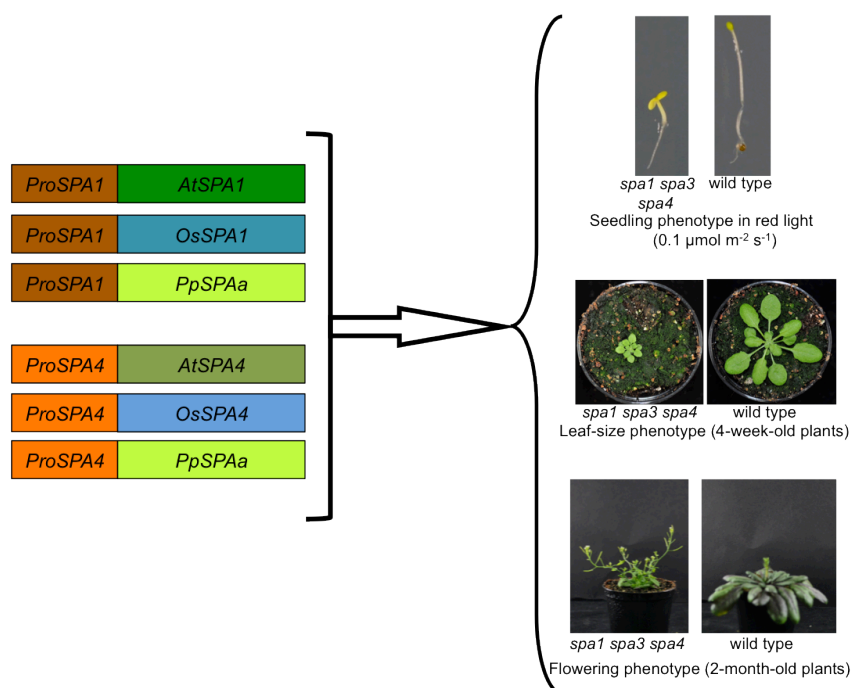 ProSPA1 AtSPA1
ProSPA1 OsSPA1
ProSPA1 PpSPAa
ProSPA4 AtSPA4
ProSPA4 OsSPA4
ProSPA4 PpSPAa
spa1 spa3 wild type
spa4
Seedling phenotype in red light
(0.1 µmol m⁻² s⁻¹)
spa1 spa3 spa4 wild type
Leaf-size phenotype (4-week-old plants)
spa1 spa3 spa4 wild type
Flowering phenotype (2-month-old plants)